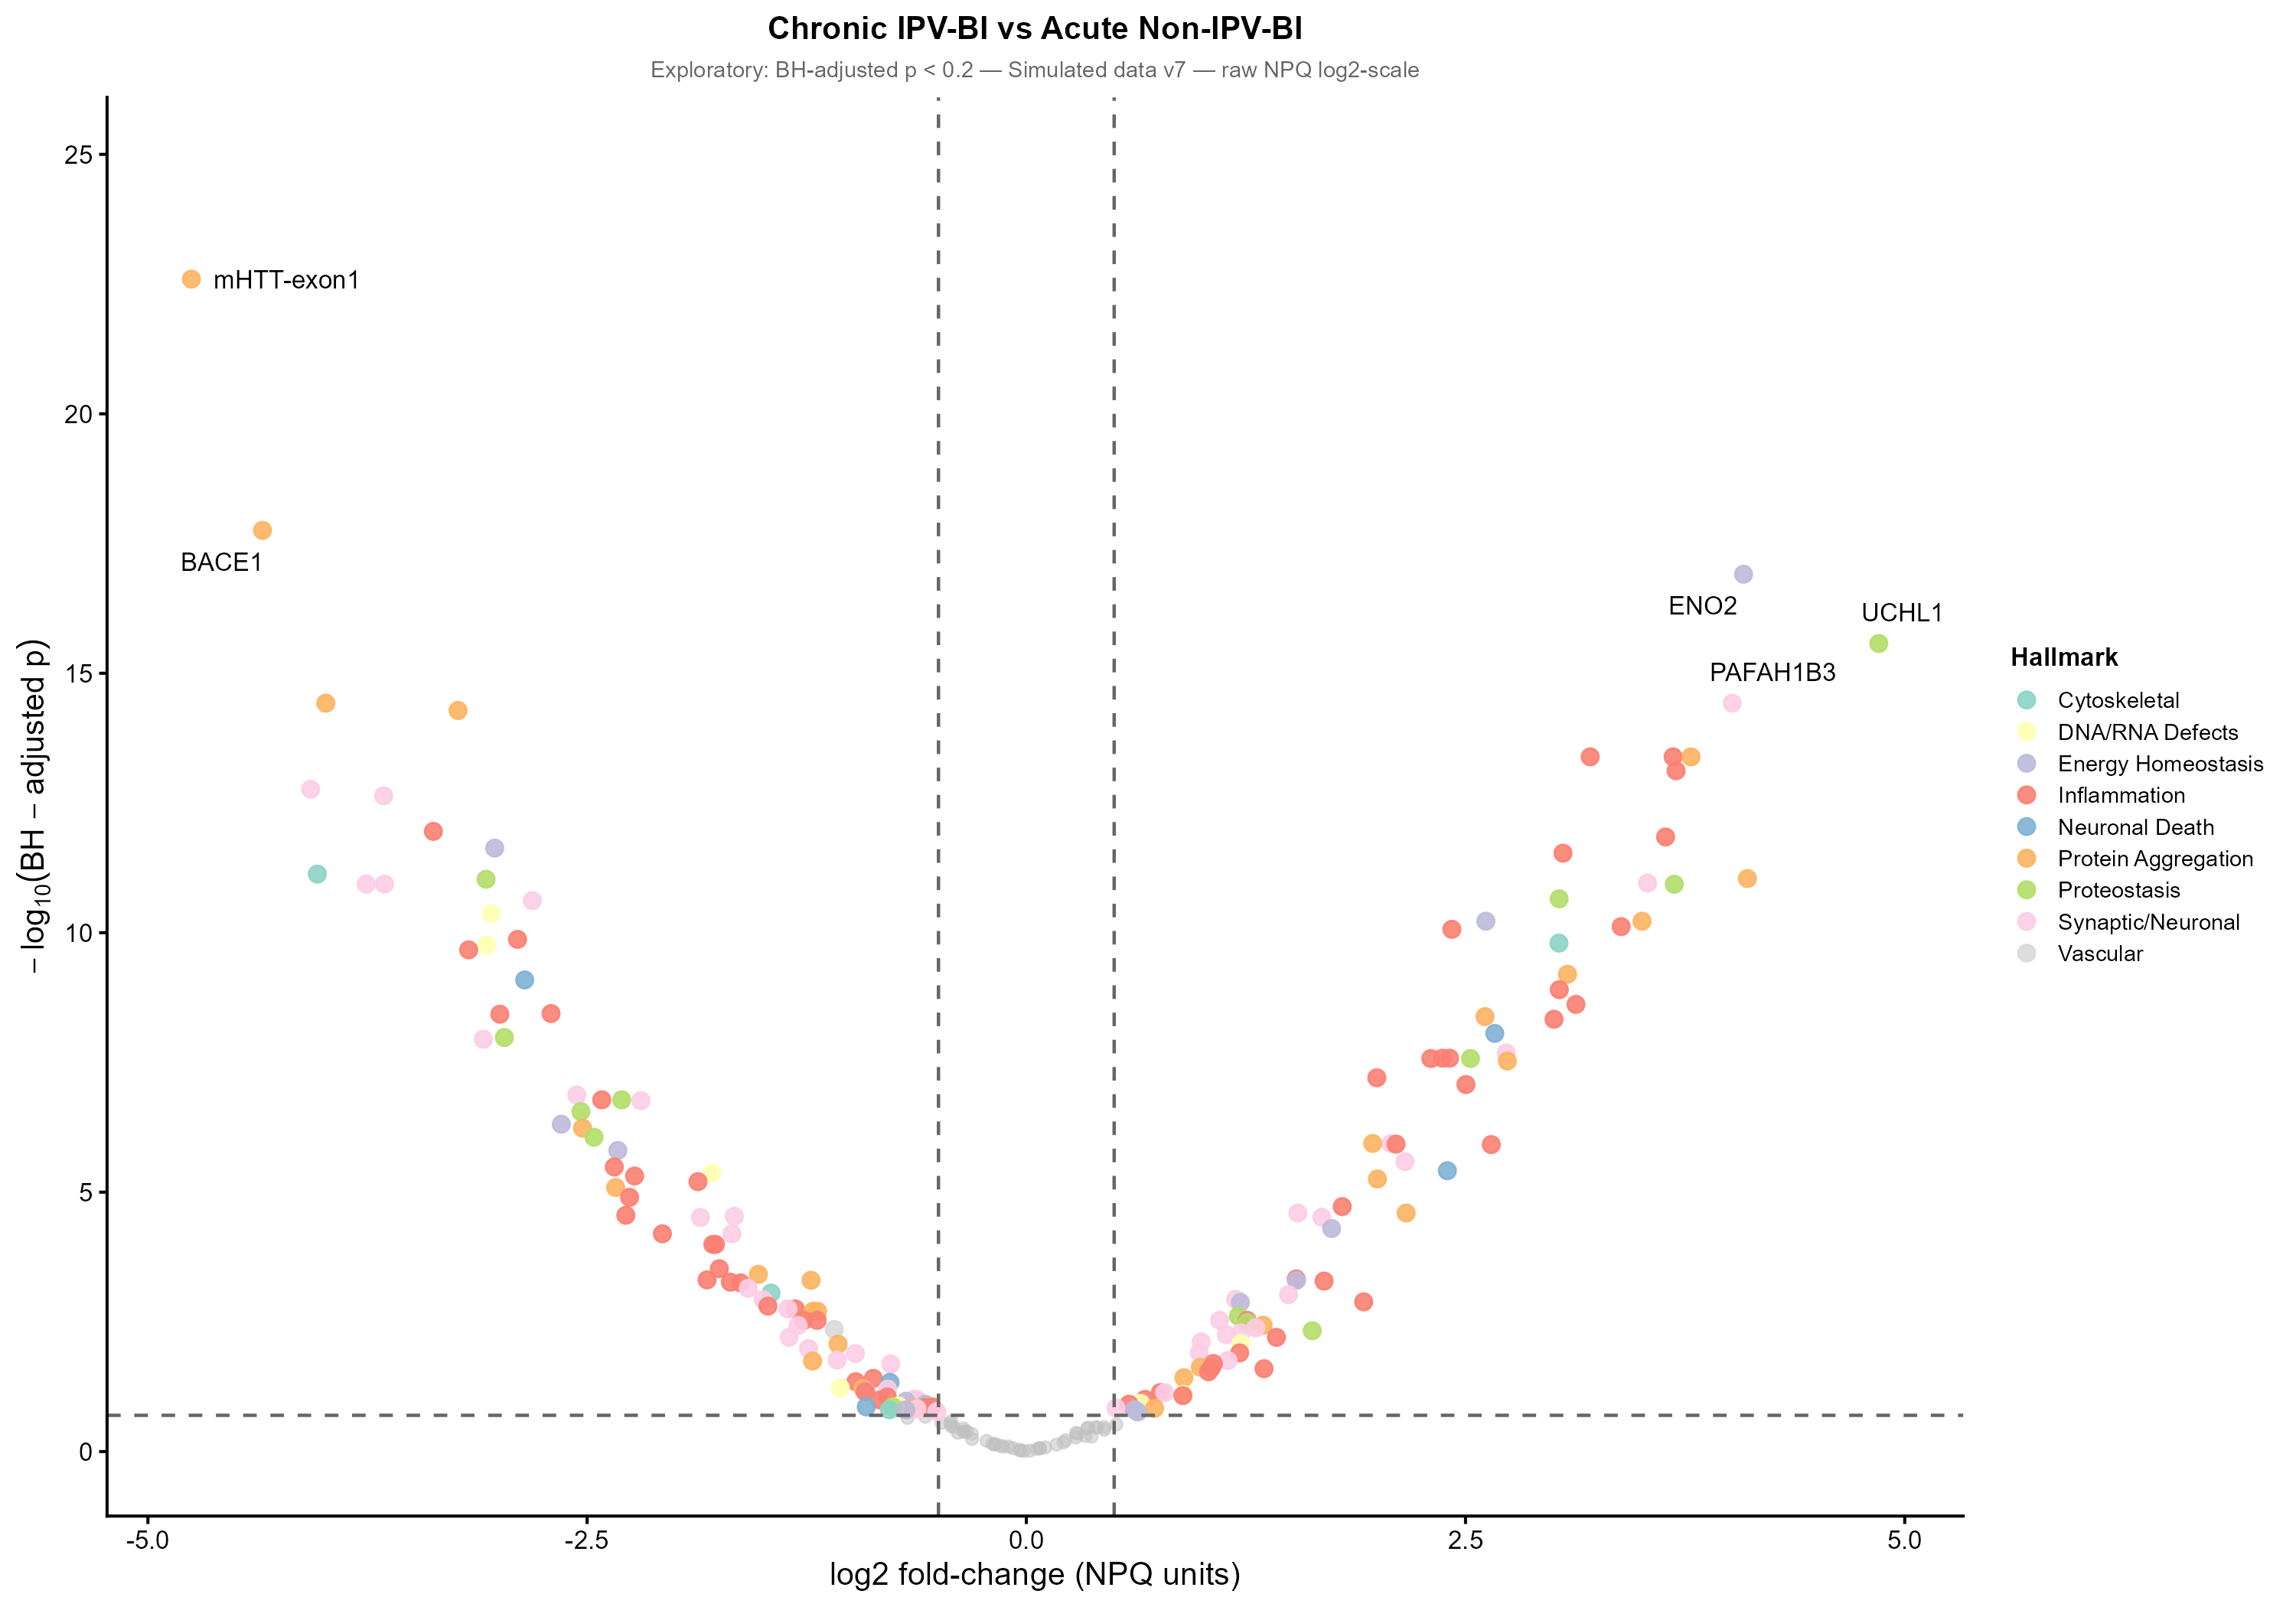 Chronic IPV-BI vs Acute Non-IPV-BI
Exploratory: BH-adjusted p < 0.2 — Simulated data v7 — raw NPQ log2-scale
− log10(BH − adjusted p)
25
20
15
10
5
0
mHTT-exon1
BACE1
ENO2
UCHL1
PAFAH1B3
-5.0
-2.5
0.0
2.5
5.0
log2 fold-change (NPQ units)
Hallmark
Cytoskeletal
DNA/RNA Defects
Energy Homeostasis
Inflammation
Neuronal Death
Protein Aggregation
Proteostasis
Synaptic/Neuronal
Vascular